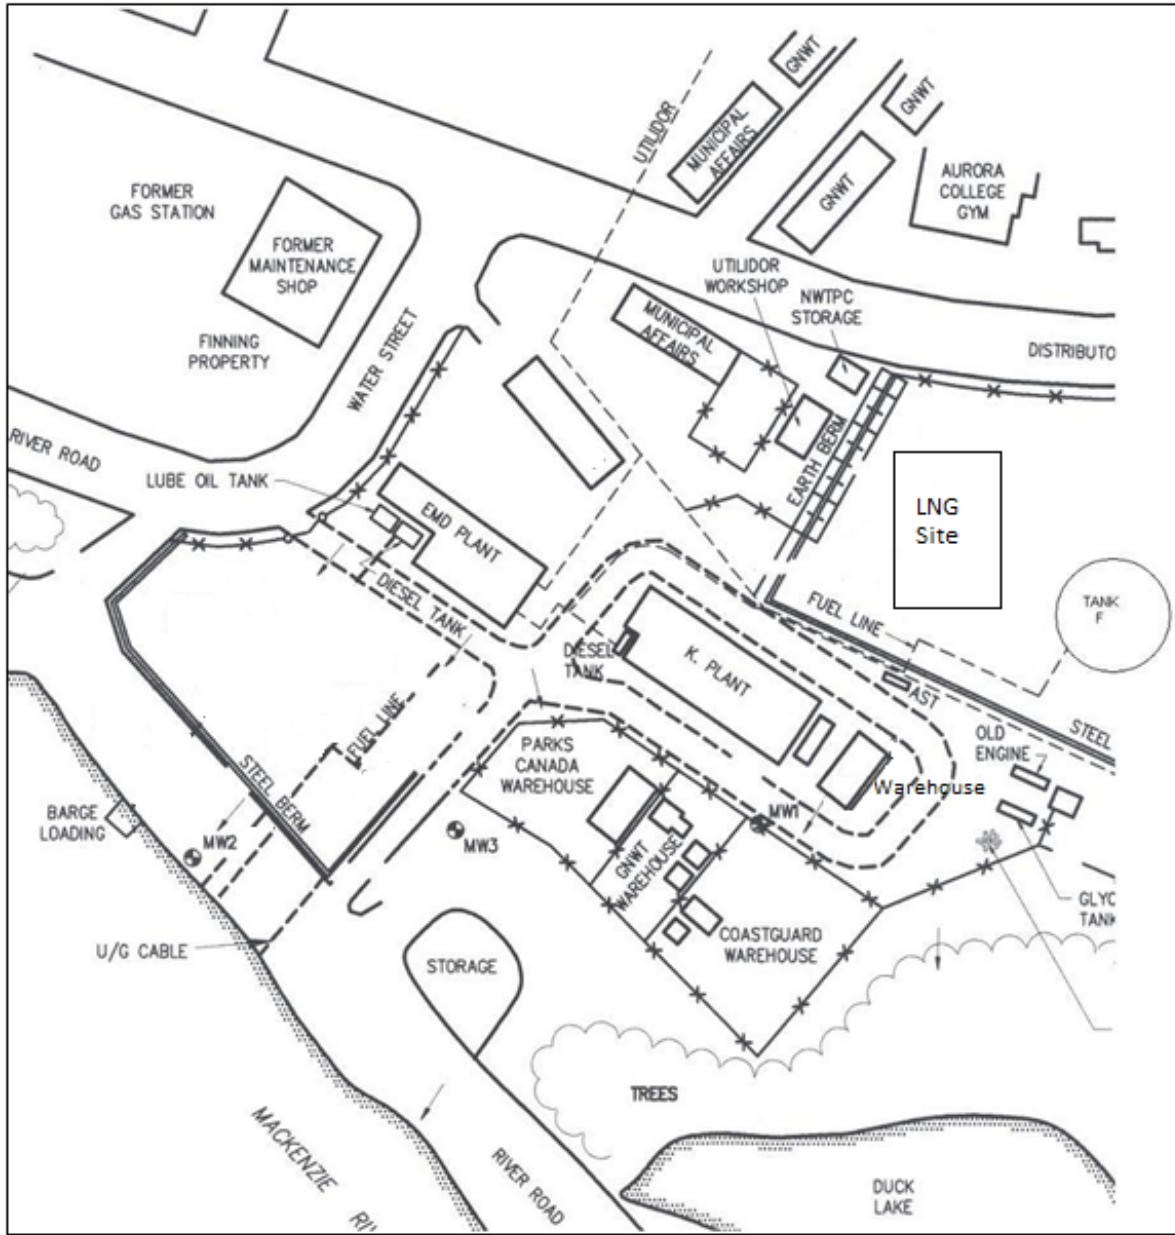 GNWT
GNWT
UTILIDOR
MUNICIPAL
AFFAIRS
GNWT
AURORA
COLLEGE
GYM
FORMER
GAS STATION
FORMER
MAINTENANCE
SHOP
UTILIDOR
WORKSHOP
NWTPC
STORAGE
MUNICIPAL
AFFAIRS
FINNING
PROPERTY
WATER STREET
DISTRIBUTO
RIVER ROAD
LUBE OIL TANK
EARTH BERM
EMD PLANT
LNG
Site
DIESEL TANK
FUEL LINE
TANK
F
DIESEL
TANK
K. PLANT
AST
FUEL LINE
STEEL
OLD
ENGINE
PARKS
CANADA
WAREHOUSE
STEEL BERM
Warehouse
BARGE
LOADING
MW2
MW3
MW1
GNWT
WAREHOUSE
GLYC
TANK
U/G CABLE
STORAGE
COASTGUARD
WAREHOUSE
TREES
MACKENZIE
RIV
RIVER ROAD
DUCK
LAKE